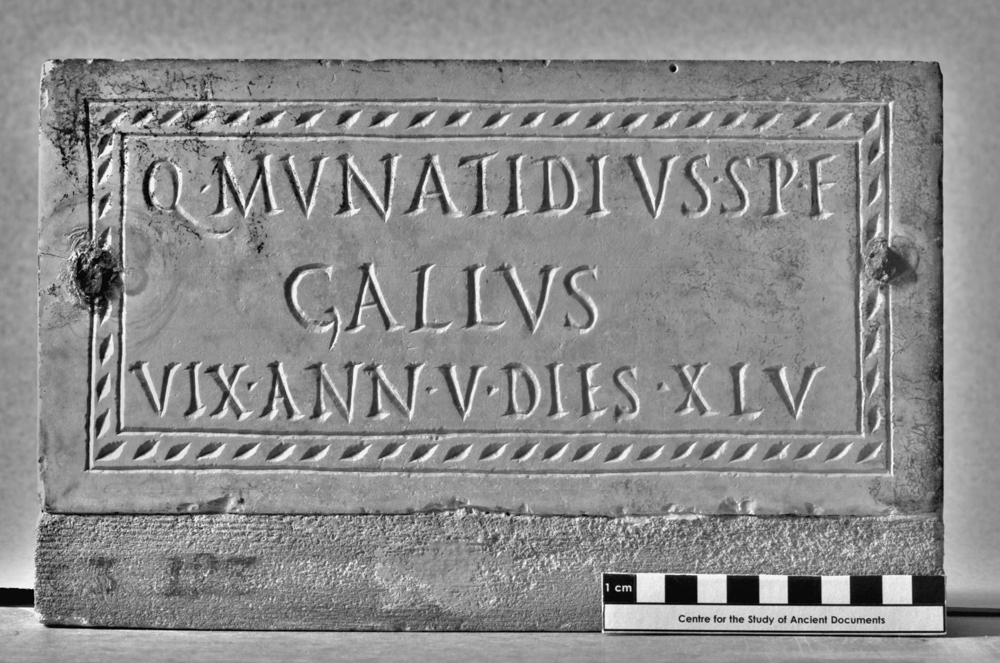 Q·MVNATIDIVS·SP·F
GALLVS
VIX·ANN·V·DIES·XLV
1 cm
Centre for the Study of Ancient Documents